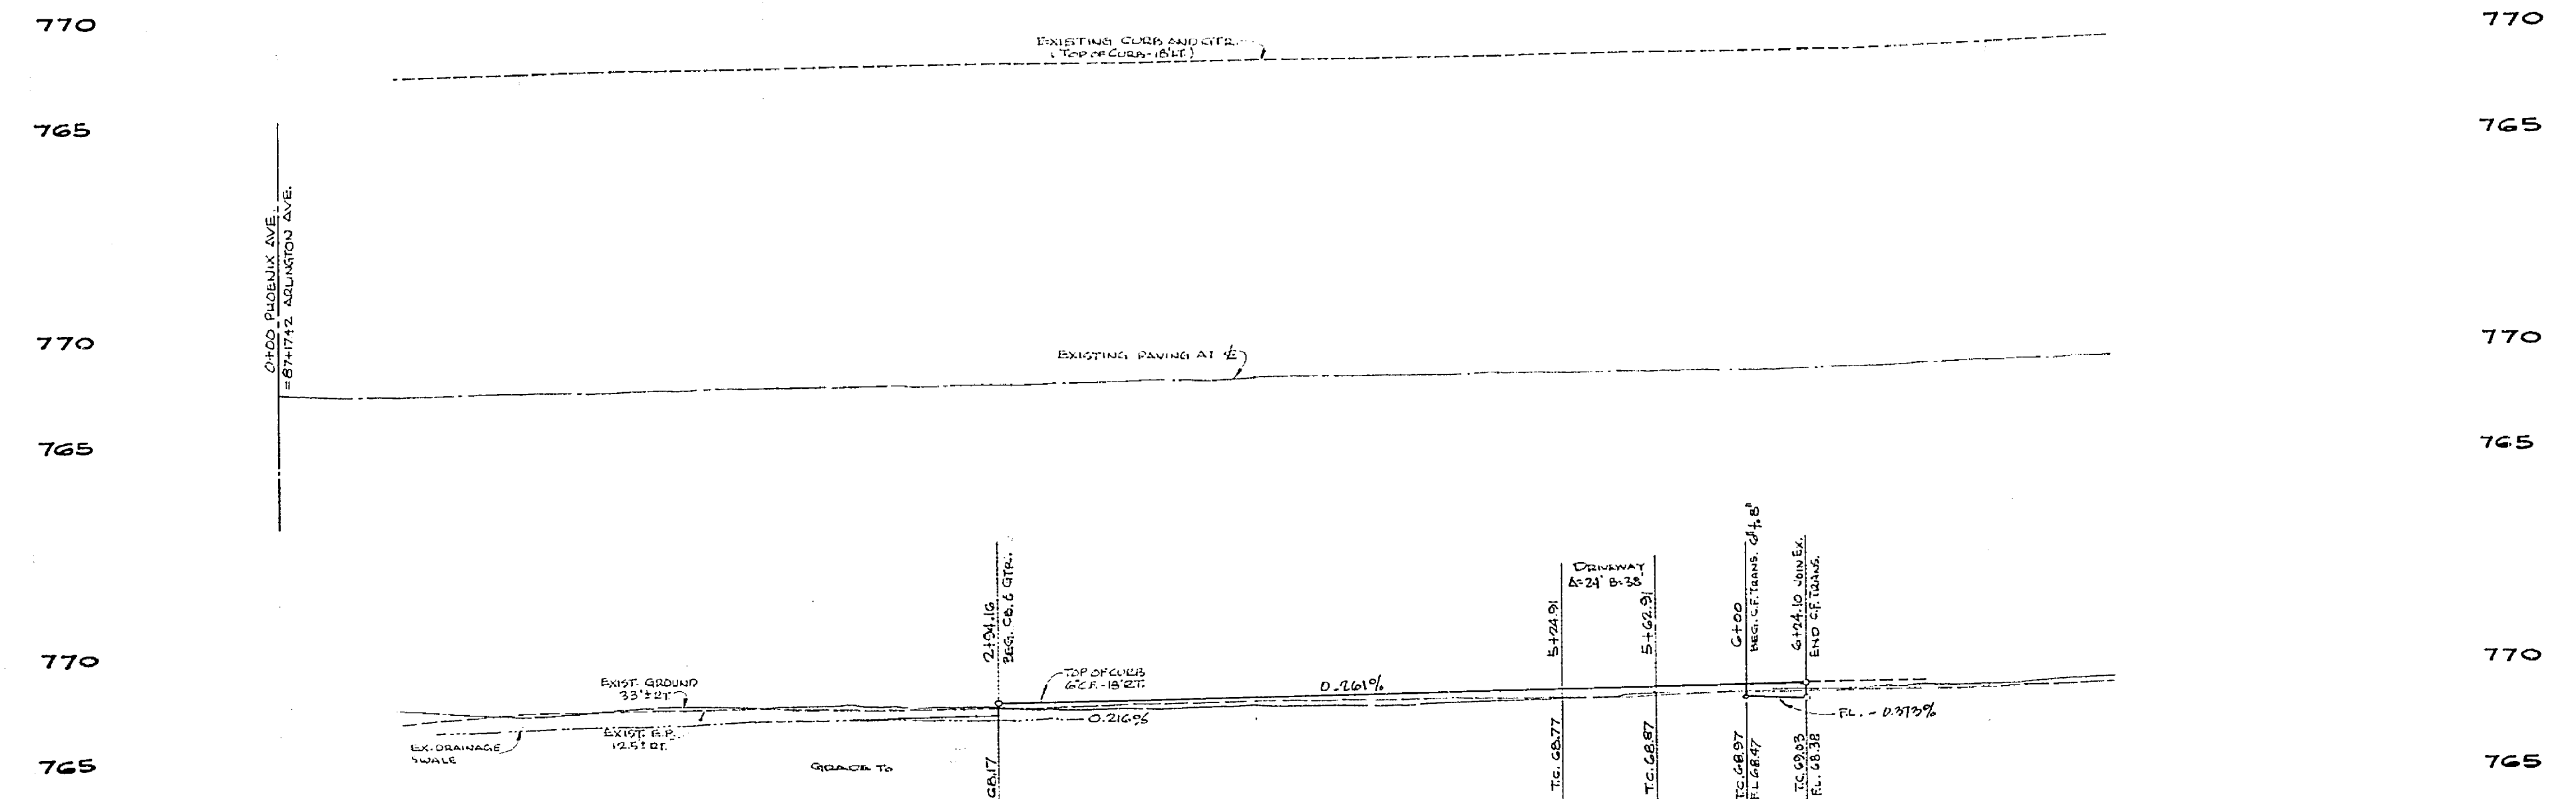 770
770
EXISTING CURB AND GTR.
(TOP OF CURB-18'LT.)
765
765
0+00 PHOENIX AVE.
=87+17.42 ARLINGTON AVE.
770
770
EXISTING PAVING AT ℄
765
765
2+94.16
BEG. CB. & GTR.
DRIVEWAY
A=24' B=38'
5+24.91
5+62.91
6+00
BEG. C.F. TRANS.
6+24.10 JOIN EX.
END C.F. TRANS.
770
770
EXIST. GROUND
33'± RT.
TOP OF CURB
6"C.F.-18'RT.
0.261%
0.216%
F.L. - 0.373%
EX. DRAINAGE
SWALE
EXIST. E.P.
12.5'± RT.
765
765
GRADE TO
68.17
T.C. 68.77
T.C. 68.87
T.C. 68.97
F.L. 68.47
T.C. 69.03
F.L. 68.38